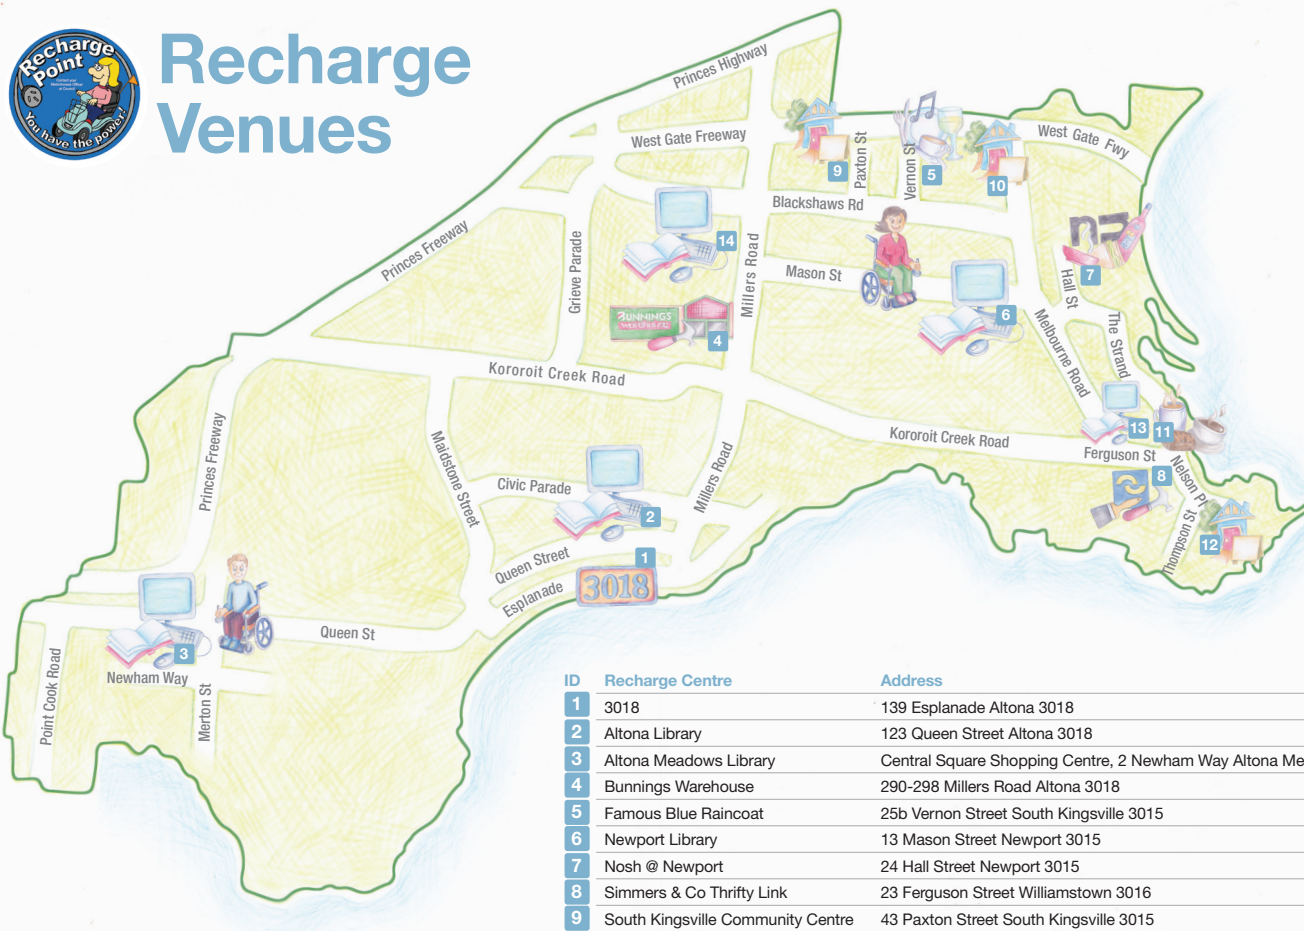 Recharge
Point
Contact your
You have the power!
Recharge
Venues
Princes Highway
West Gate Freeway
West Gate Fwy
Paxton St
Vernon St
9
5
10
Blackshaws Rd
Princes Freeway
Grieve Parade
14
Millers Road
Mason St
7
Hall St
BUNNINGS
WAREHOUSE
4
6
Melbourne Road
The Strand
Kororoit Creek Road
Princes Freeway
Maidstone Street
Millers Road
Kororoit Creek Road
13
11
Ferguson St
8
Nelson Pl
Civic Parade
2
Thompson St
12
Queen Street
1
Esplanade
3018
Queen St
3
Newham Way
Point Cook Road
Merton St
ID Recharge Centre Address
1 3018 139 Esplanade Altona 3018
2 Altona Library 123 Queen Street Altona 3018
3 Altona Meadows Library Central Square Shopping Centre, 2 Newham Way Altona Me
4 Bunnings Warehouse 290-298 Millers Road Altona 3018
5 Famous Blue Raincoat 25b Vernon Street South Kingsville 3015
6 Newport Library 13 Mason Street Newport 3015
7 Nosh @ Newport 24 Hall Street Newport 3015
8 Simmers & Co Thrifty Link 23 Ferguson Street Williamstown 3016
9 South Kingsville Community Centre 43 Paxton Street South Kingsville 3015